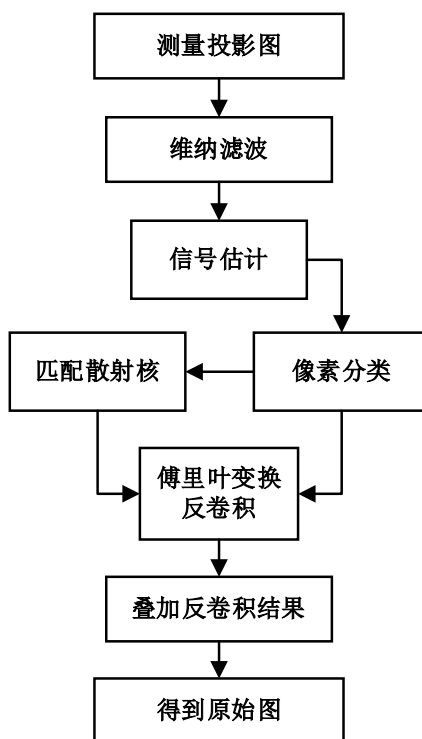 测量投影图
维纳滤波
信号估计
匹配散射核
像素分类
傅里叶变换
反卷积
叠加反卷积结果
得到原始图